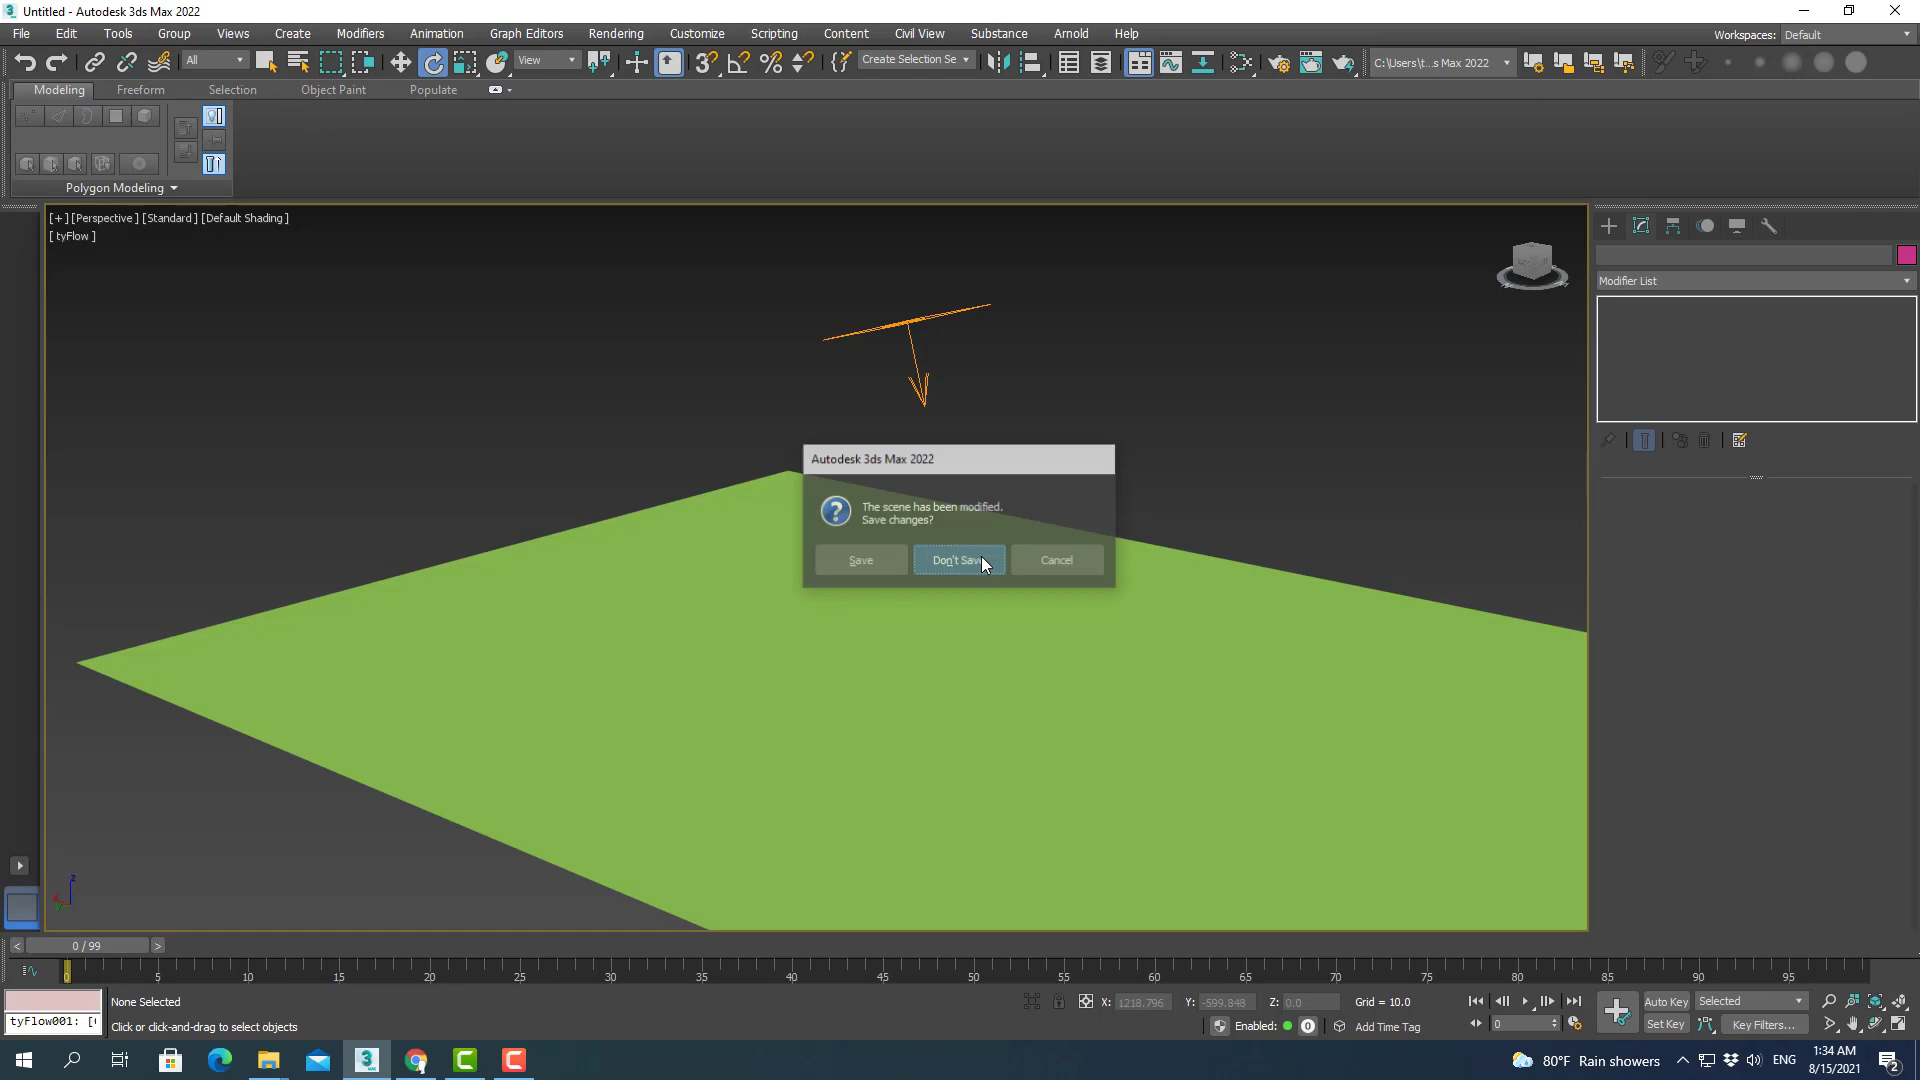 Untitled - Autodesk 3ds Max 2022
File Edit Tools Group Views Create Modifiers Animation Graph Editors Rendering Customize Scripting Content Civil View Substance Arnold Help Workspaces: Default
All View Create Selection Se C:\Users\t...s Max 2022
Modeling Freeform Selection Object Paint Populate
Polygon Modeling
[+] [Perspective] [Standard] [Default Shading]
[ tyFlow ]
Modifier List
Autodesk 3ds Max 2022
The scene has been modified.
Save changes?
Save Don't Save Cancel
z
0 / 99
0 5 10 15 20 25 30 35 40 45 50 55 60 65 70 75 80 85 90 95
None Selected X: 1218.796 Y: -599.848 Z: 0.0 Grid = 10.0 Auto Key Selected
tyFlow001: [ Click or click-and-drag to select objects Enabled: 0 Add Time Tag 0 Set Key Key Filters...
80°F Rain showers ENG 1:34 AM
8/15/2021 2